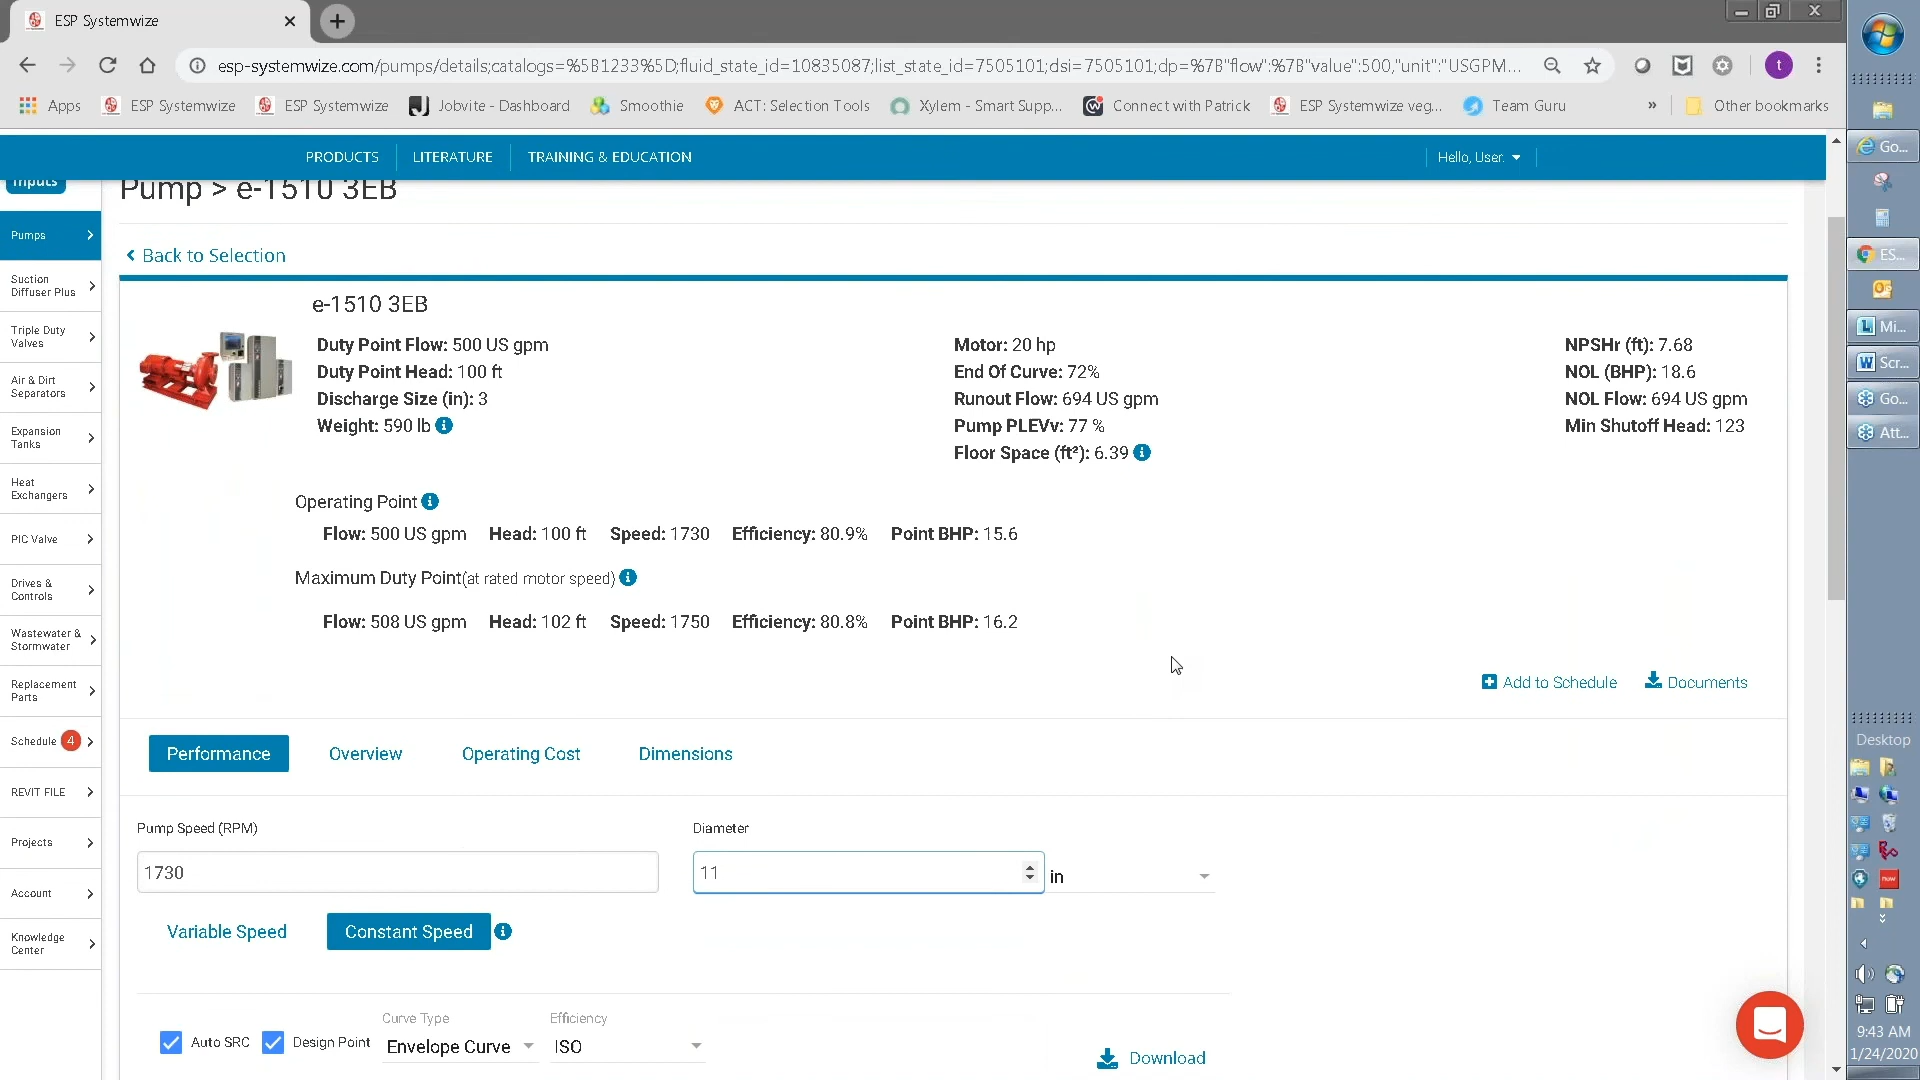 ESP Systemwize
esp-systemwize.com/pumps/details;catalogs=%5B1233%5D;fluid_state_id=10835087;list_state_id=7505101;dsi=7505101;dp=%7B"flow":%7B"value":500,"unit":"USGPM...
t
Apps ESP Systemwize ESP Systemwize Jobvite - Dashboard Smoothie ACT: Selection Tools Xylem - Smart Supp... Connect with Patrick ESP Systemwize veg... Team Guru » Other bookmarks
PRODUCTS LITERATURE TRAINING & EDUCATION Hello, User.
Inputs
Pump > e-1510 3EB
Pumps
Back to Selection
Suction
Diffuser Plus
Triple Duty
Valves
Air & Dirt
Separators
Expansion
Tanks
Heat
Exchangers
PIC Valve
Drives &
Controls
Wastewater &
Stormwater
Replacement
Parts
Schedule 4
REVIT FILE
Projects
Account
Knowledge
Center
e-1510 3EB
Duty Point Flow: 500 US gpm
Duty Point Head: 100 ft
Discharge Size (in): 3
Weight: 590 lb
Motor: 20 hp
End Of Curve: 72%
Runout Flow: 694 US gpm
Pump PLEVv: 77 %
Floor Space (ft²): 6.39
NPSHr (ft): 7.68
NOL (BHP): 18.6
NOL Flow: 694 US gpm
Min Shutoff Head: 123
Operating Point
Flow: 500 US gpm Head: 100 ft Speed: 1730 Efficiency: 80.9% Point BHP: 15.6
Maximum Duty Point(at rated motor speed)
Flow: 508 US gpm Head: 102 ft Speed: 1750 Efficiency: 80.8% Point BHP: 16.2
Add to Schedule Documents
Performance Overview Operating Cost Dimensions
Pump Speed (RPM) Diameter
1730 11 in
Variable Speed Constant Speed
Curve Type Efficiency
Auto SRC Design Point Envelope Curve ISO
Download
Go...
ES...
Mi...
Scr...
Go...
Att...
Desktop
now
9:43 AM
1/24/2020